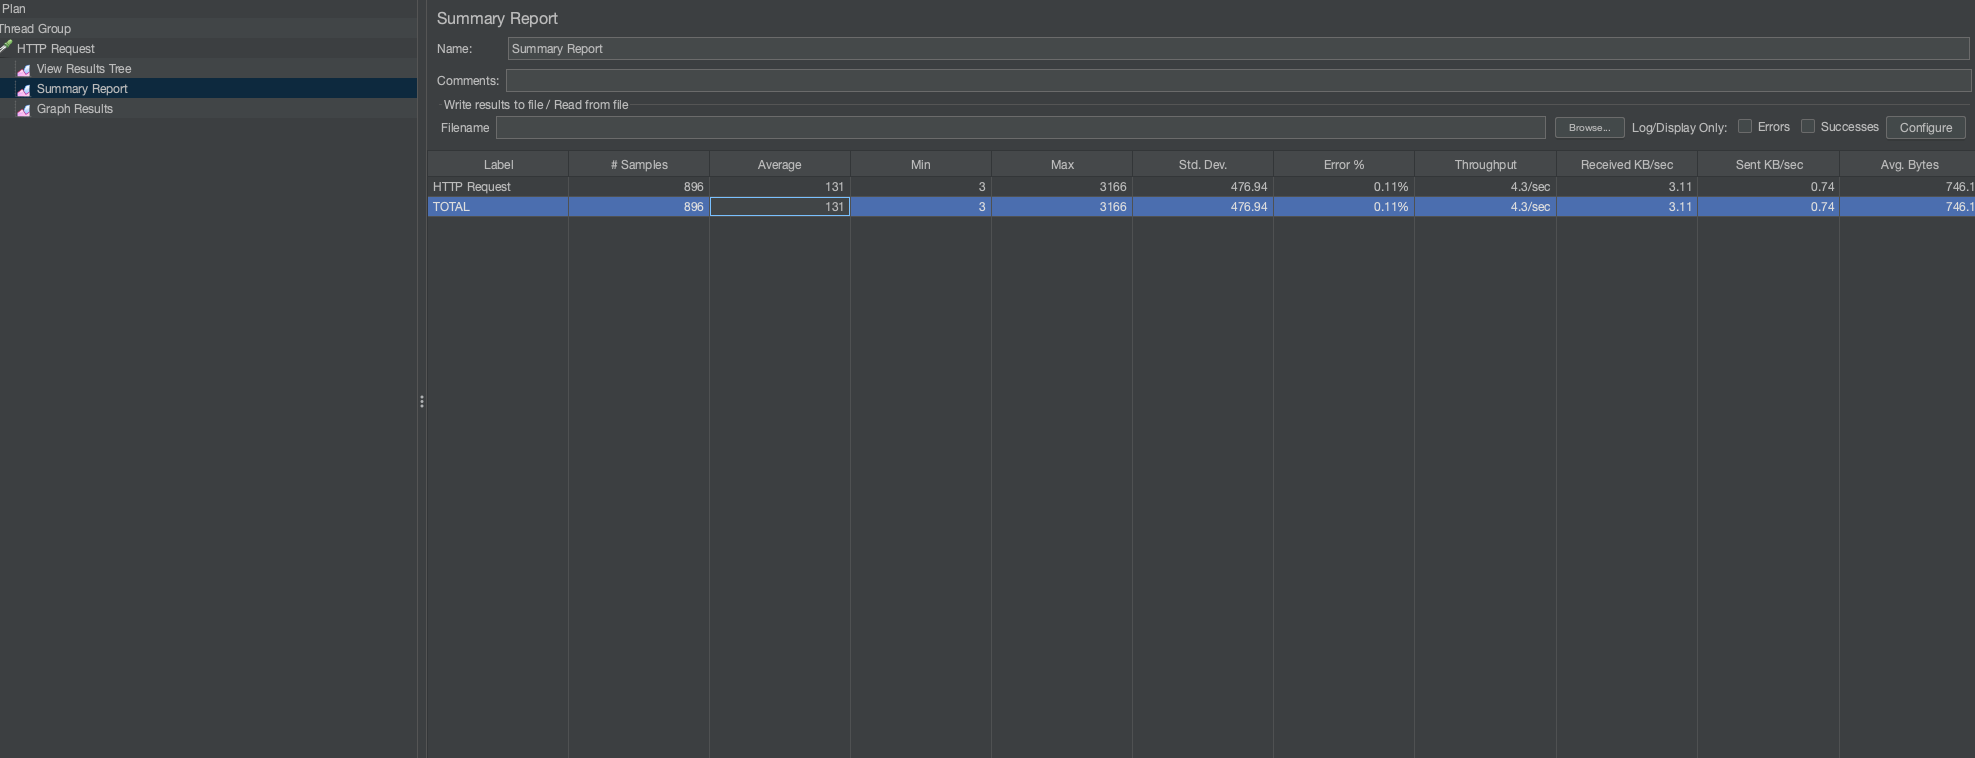 Plan
Thread Group
HTTP Request
View Results Tree
Summary Report
Graph Results
Summary Report
Name: Summary Report
Comments:
Write results to file / Read from file
Filename Browse... Log/Display Only: Errors Successes Configure
Label # Samples Average Min Max Std. Dev. Error % Throughput Received KB/sec Sent KB/sec Avg. Bytes
HTTP Request 896 131 3 3166 476.94 0.11% 4.3/sec 3.11 0.74 746.1
TOTAL 896 131 3 3166 476.94 0.11% 4.3/sec 3.11 0.74 746.1